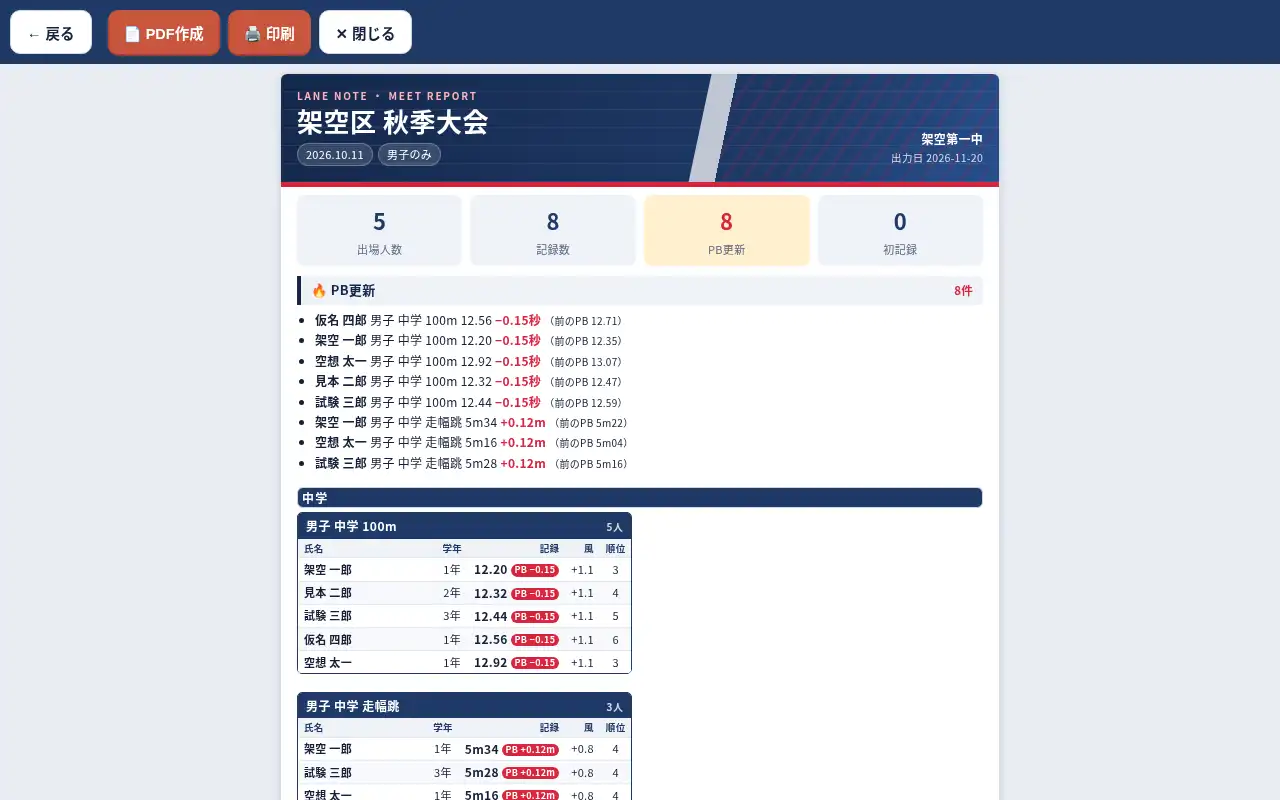 ← 戻る
📄 PDF作成
🖨️ 印刷
✕ 閉じる
LANE NOTE ・ MEET REPORT
架空区 秋季大会
2026.10.11 男子のみ
架空第一中
出力日 2026-11-20
5
出場人数
8
記録数
8
PB更新
0
初記録
🔥 PB更新 8件
仮名 四郎 男子 中学 100m 12.56 −0.15秒 （前のPB 12.71）
架空 一郎 男子 中学 100m 12.20 −0.15秒 （前のPB 12.35）
空想 太一 男子 中学 100m 12.92 −0.15秒 （前のPB 13.07）
見本 二郎 男子 中学 100m 12.32 −0.15秒 （前のPB 12.47）
試験 三郎 男子 中学 100m 12.44 −0.15秒 （前のPB 12.59）
架空 一郎 男子 中学 走幅跳 5m34 +0.12m （前のPB 5m22）
空想 太一 男子 中学 走幅跳 5m16 +0.12m （前のPB 5m04）
試験 三郎 男子 中学 走幅跳 5m28 +0.12m （前のPB 5m16）
中学
男子 中学 100m 5人
氏名 学年 記録 風 順位
架空 一郎 1年 12.20 PB −0.15 +1.1 3
見本 二郎 2年 12.32 PB −0.15 +1.1 4
試験 三郎 3年 12.44 PB −0.15 +1.1 5
仮名 四郎 1年 12.56 PB −0.15 +1.1 6
空想 太一 1年 12.92 PB −0.15 +1.1 3
男子 中学 走幅跳 3人
氏名 学年 記録 風 順位
架空 一郎 1年 5m34 PB +0.12m +0.8 4
試験 三郎 3年 5m28 PB +0.12m +0.8 4
空想 太一 1年 5m16 PB +0.12m +0.8 4